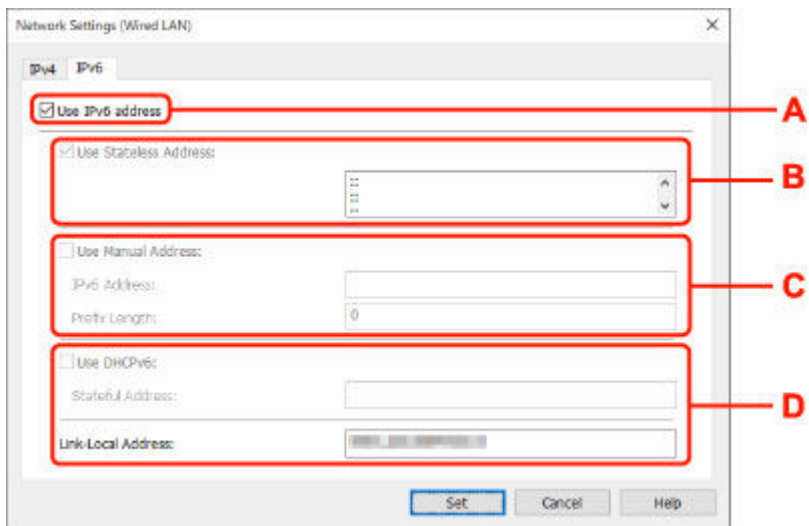 Network Settings (Wired LAN)
IPv4 IPv6
Use IPv6 address
A
Use Stateless Address:
::
::
::
B
Use Manual Address:
IPv6 Address:
C
Prefix Length: 0
Use DHCPv6:
Stateful Address:
D
Link-Local Address:
Set Cancel Help